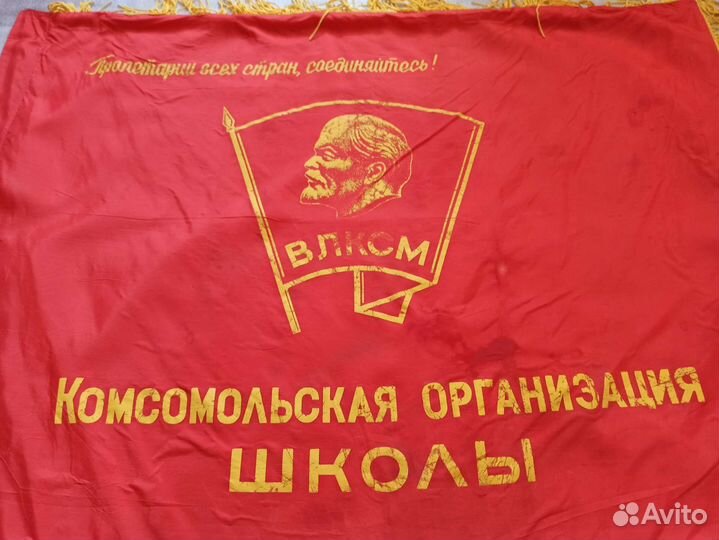 Пролетарии всех стран, соединяйтесь!
ВЛКСМ
Комсомольская организация
школы
Avito